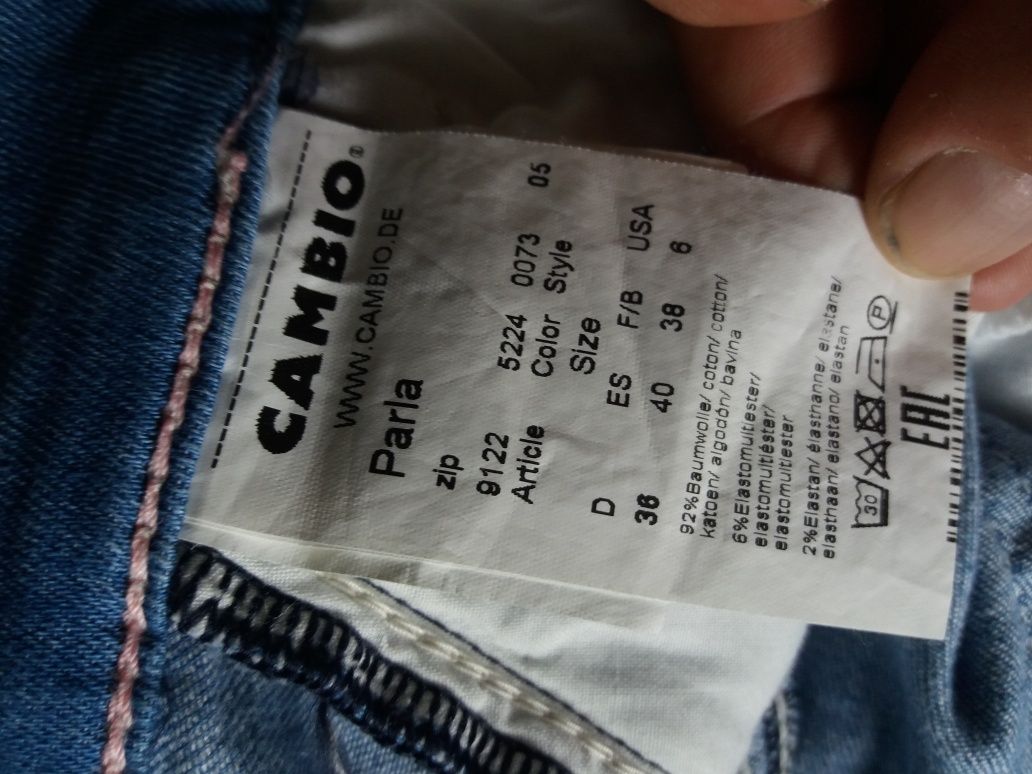 CAMBIO®
WWW.CAMBIO.DE
Parla
zip
9122 5224 0073 05
Article Color Style
Size
D ES F/B USA
36 40 38 6
92%Baumwolle/ coton/ cotton/
katoen/ algodón/ bavlna
6%Elastomultiester/
elastomultiéster/
elastomultiester
2%Elastan/ élasthanne/ elastane/
elasthaan/ elastano/ elastan
30 P
EAC